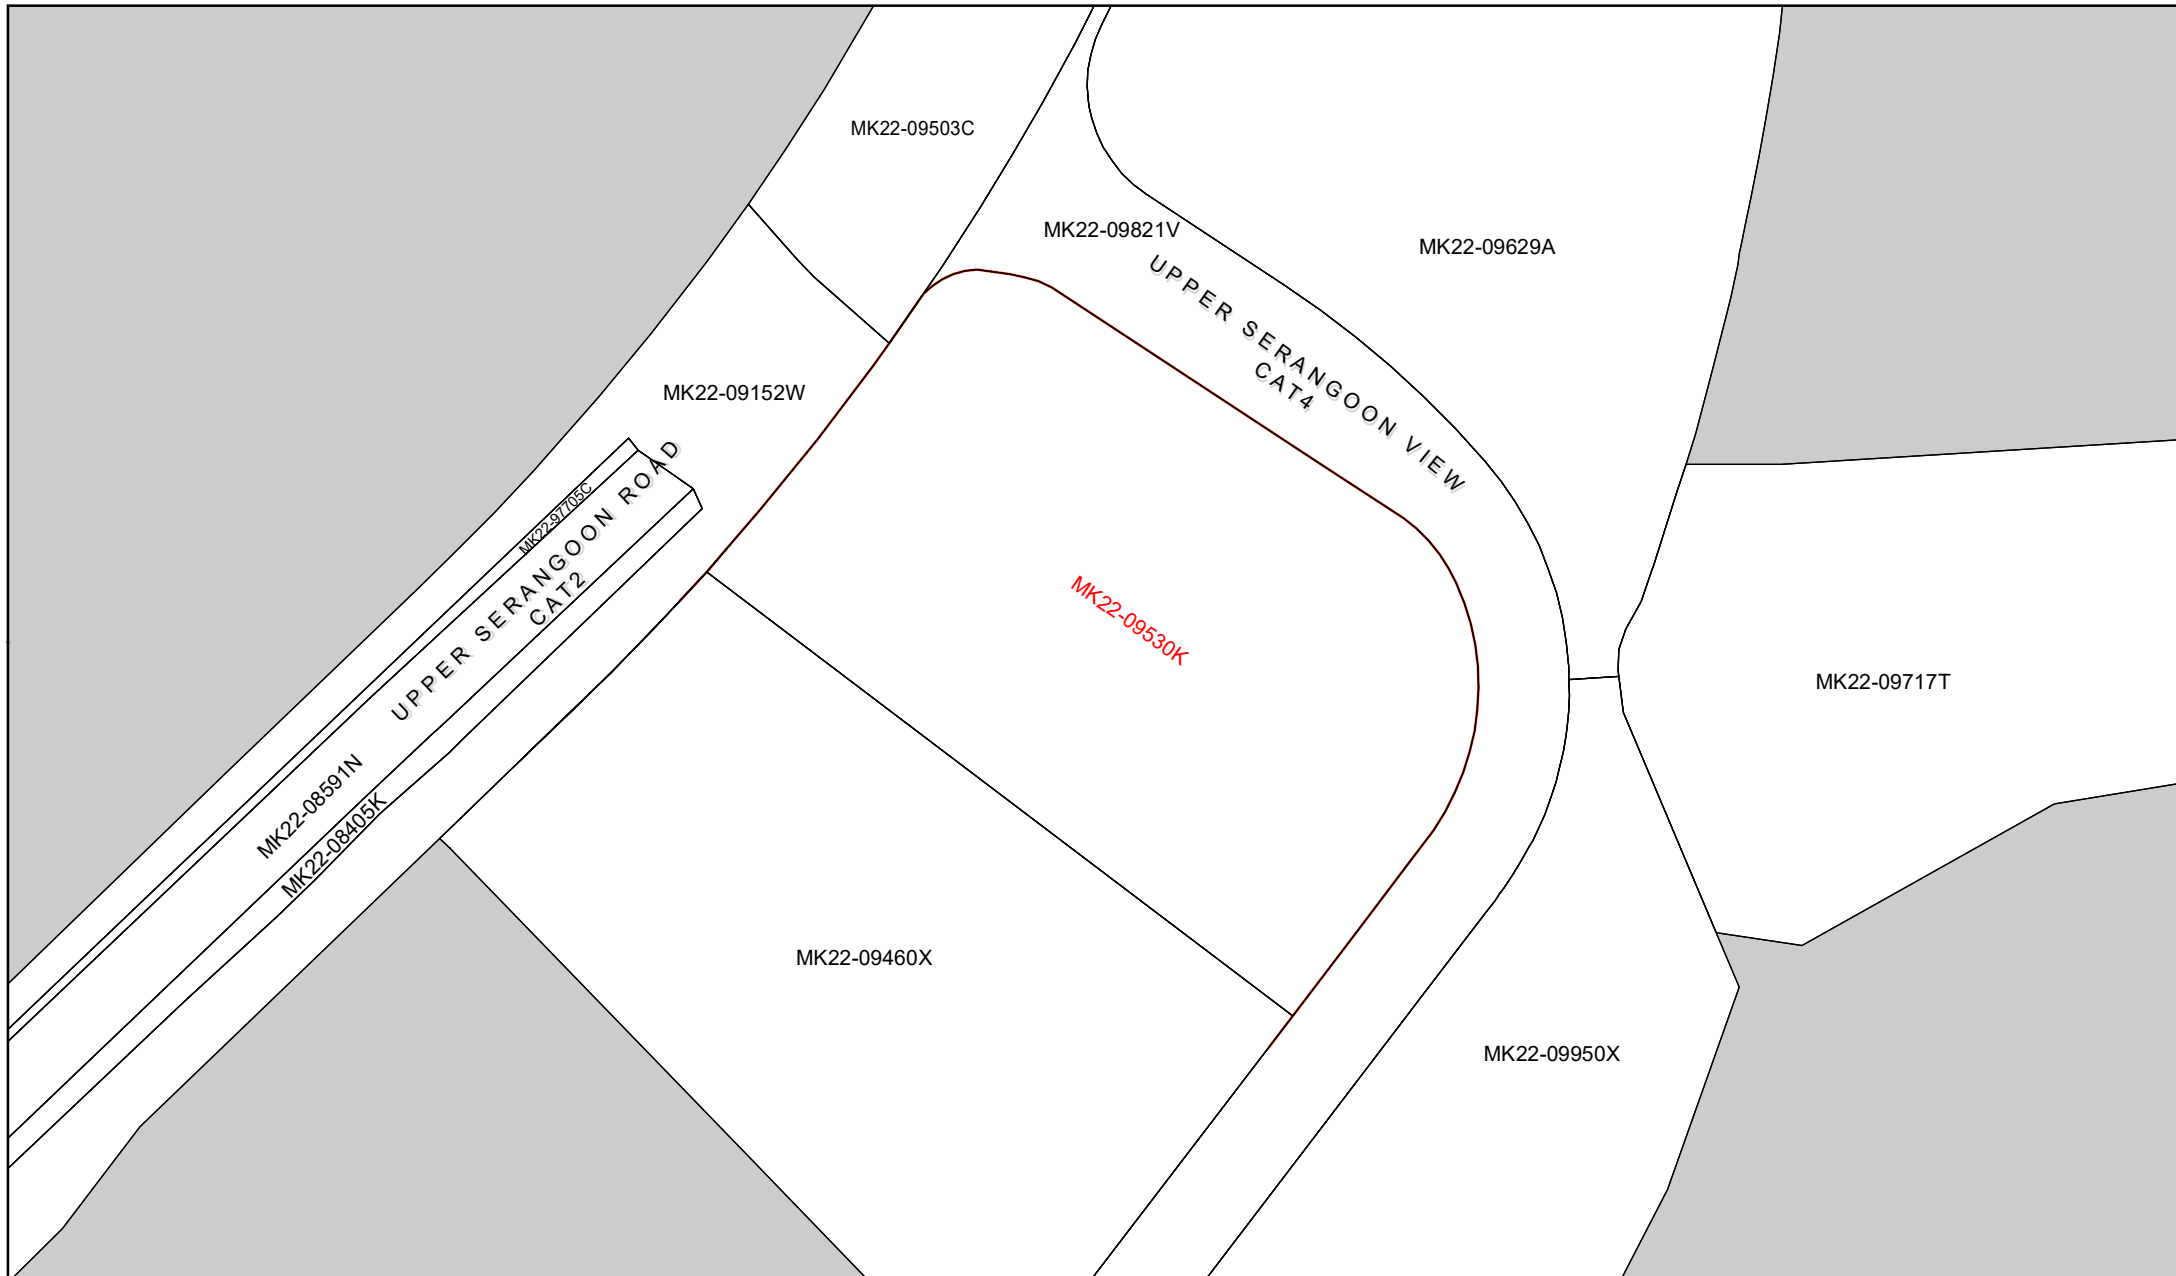 MK22-09503C
MK22-09821V
MK22-09629A
UPPER SERANGOON VIEW
CAT4
MK22-09152W
MK22-97705C
UPPER SERANGOON ROAD
CAT2
MK22-09530K
MK22-09717T
MK22-08591N
MK22-08405K
MK22-09460X
MK22-09950X